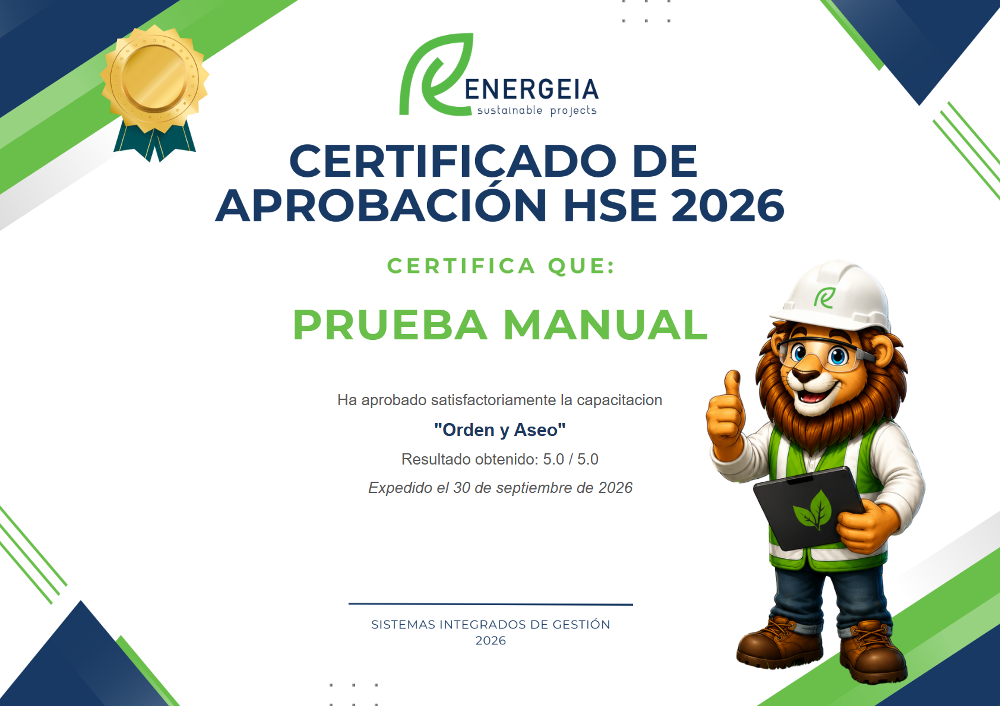 ENERGEIA
sustainable projects
CERTIFICADO DE
APROBACIÓN HSE 2026
CERTIFICA QUE:
PRUEBA MANUAL
Ha aprobado satisfactoriamente la capacitacion
"Orden y Aseo"
Resultado obtenido: 5.0 / 5.0
Expedido el 30 de septiembre de 2026
SISTEMAS INTEGRADOS DE GESTIÓN
2026